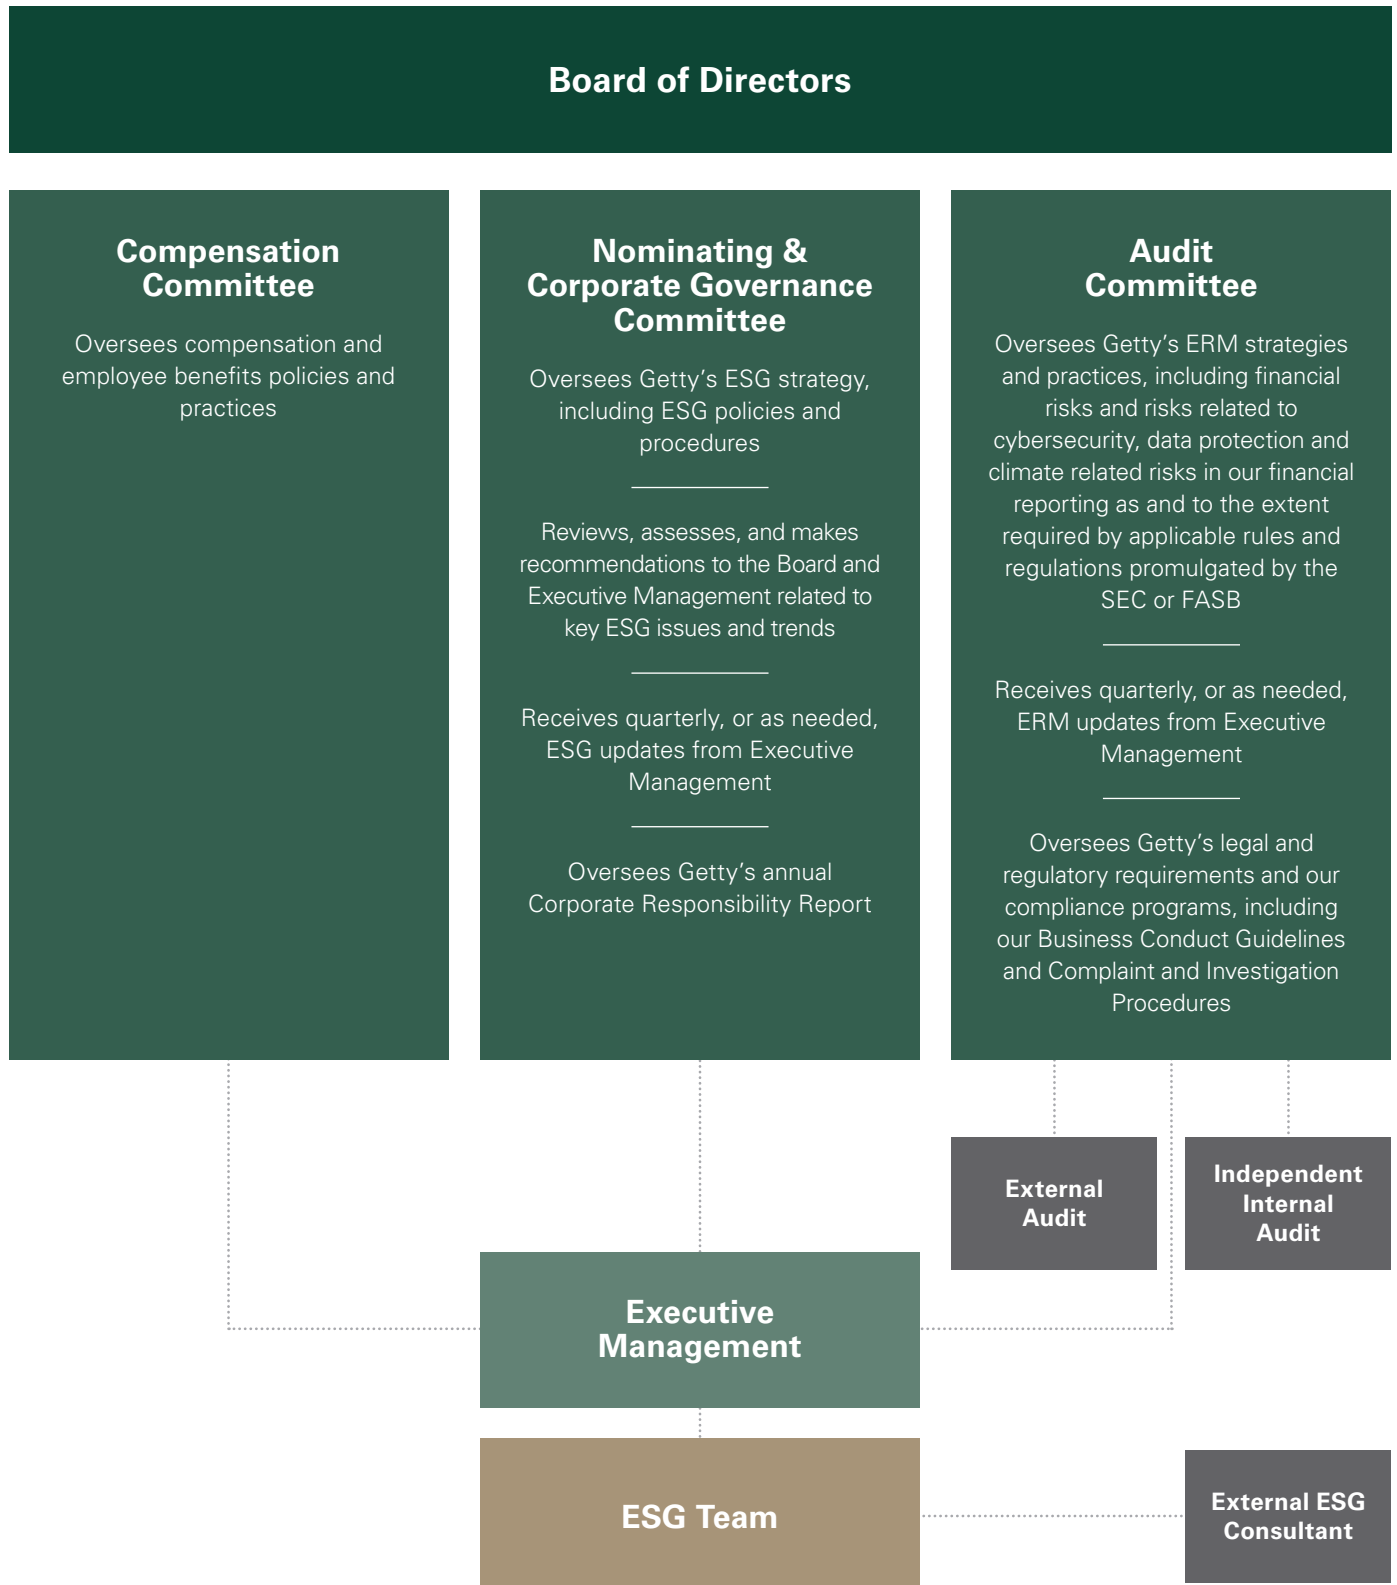 Board of Directors
Compensation
Committee
Oversees compensation and
employee benefits policies and
practices
Nominating &
Corporate Governance
Committee
Oversees Getty’s ESG strategy,
including ESG policies and
procedures
Reviews, assesses, and makes
recommendations to the Board and
Executive Management related to
key ESG issues and trends
Receives quarterly, or as needed,
ESG updates from Executive
Management
Oversees Getty’s annual
Corporate Responsibility Report
Audit
Committee
Oversees Getty’s ERM strategies
and practices, including financial
risks and risks related to
cybersecurity, data protection and
climate related risks in our financial
reporting as and to the extent
required by applicable rules and
regulations promulgated by the
SEC or FASB
Receives quarterly, or as needed,
ERM updates from Executive
Management
Oversees Getty’s legal and
regulatory requirements and our
compliance programs, including
our Business Conduct Guidelines
and Complaint and Investigation
Procedures
External
Audit
Independent
Internal
Audit
Executive
Management
ESG Team
External ESG
Consultant